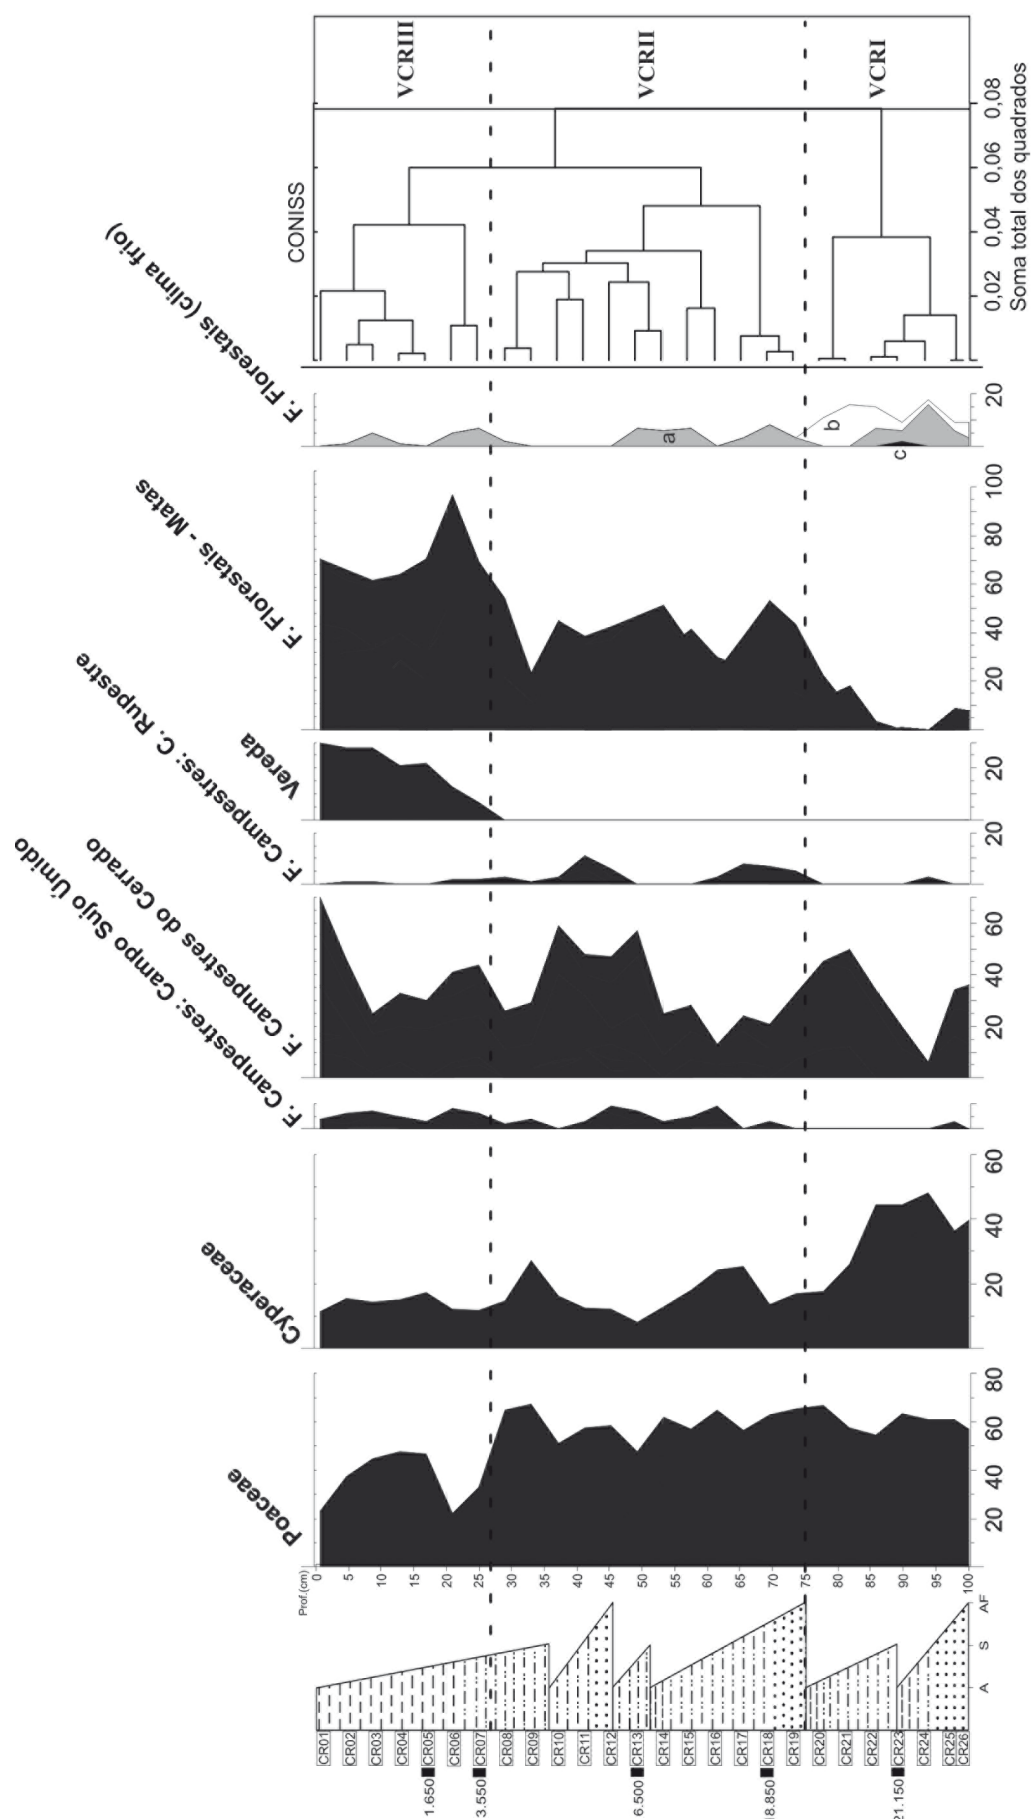 VCRIII
VCRII
VCRI
CONISS
0,02 0,04 0,06 0,08
Soma total dos quadrados
F. Florestais (clima frio)
a
b
c
20
F. Florestais - Matas
20 40 60 80 100
Vereda
20
F. Campestres: C. Rupestre
20
F. Campestres do Cerrado
20 40 60
F. Campestres: Campo Sujo Úmido
Cyperaceae
20 40 60
Poaceae
20 40 60 80
Prof.(cm)
0 5 10 15 20 25 30 35 40 45 50 55 60 65 70 75 80 85 90 95 100
A S AF
CR01
CR02
CR03
CR04
CR05
CR06
CR07
CR08
CR09
CR10
CR11
CR12
CR13
CR14
CR15
CR16
CR17
CR18
CR19
CR20
CR21
CR22
CR23
CR24
CR25
CR26
1.650
3.550
6.500
18.850
21.150